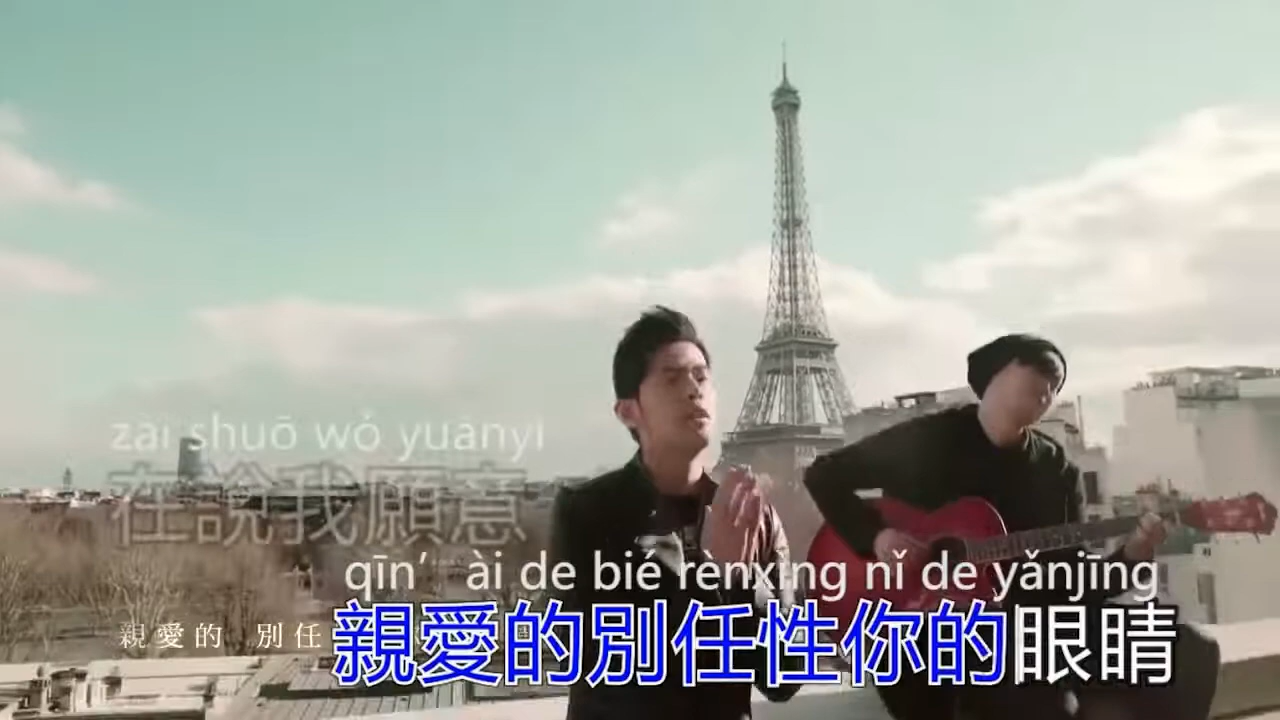 zài shuō wǒ yuànyì
在說我願意
qīn' ài de bié rènxìng nǐ de yǎnjīng
親愛的別任性你的眼睛
親愛的 別任